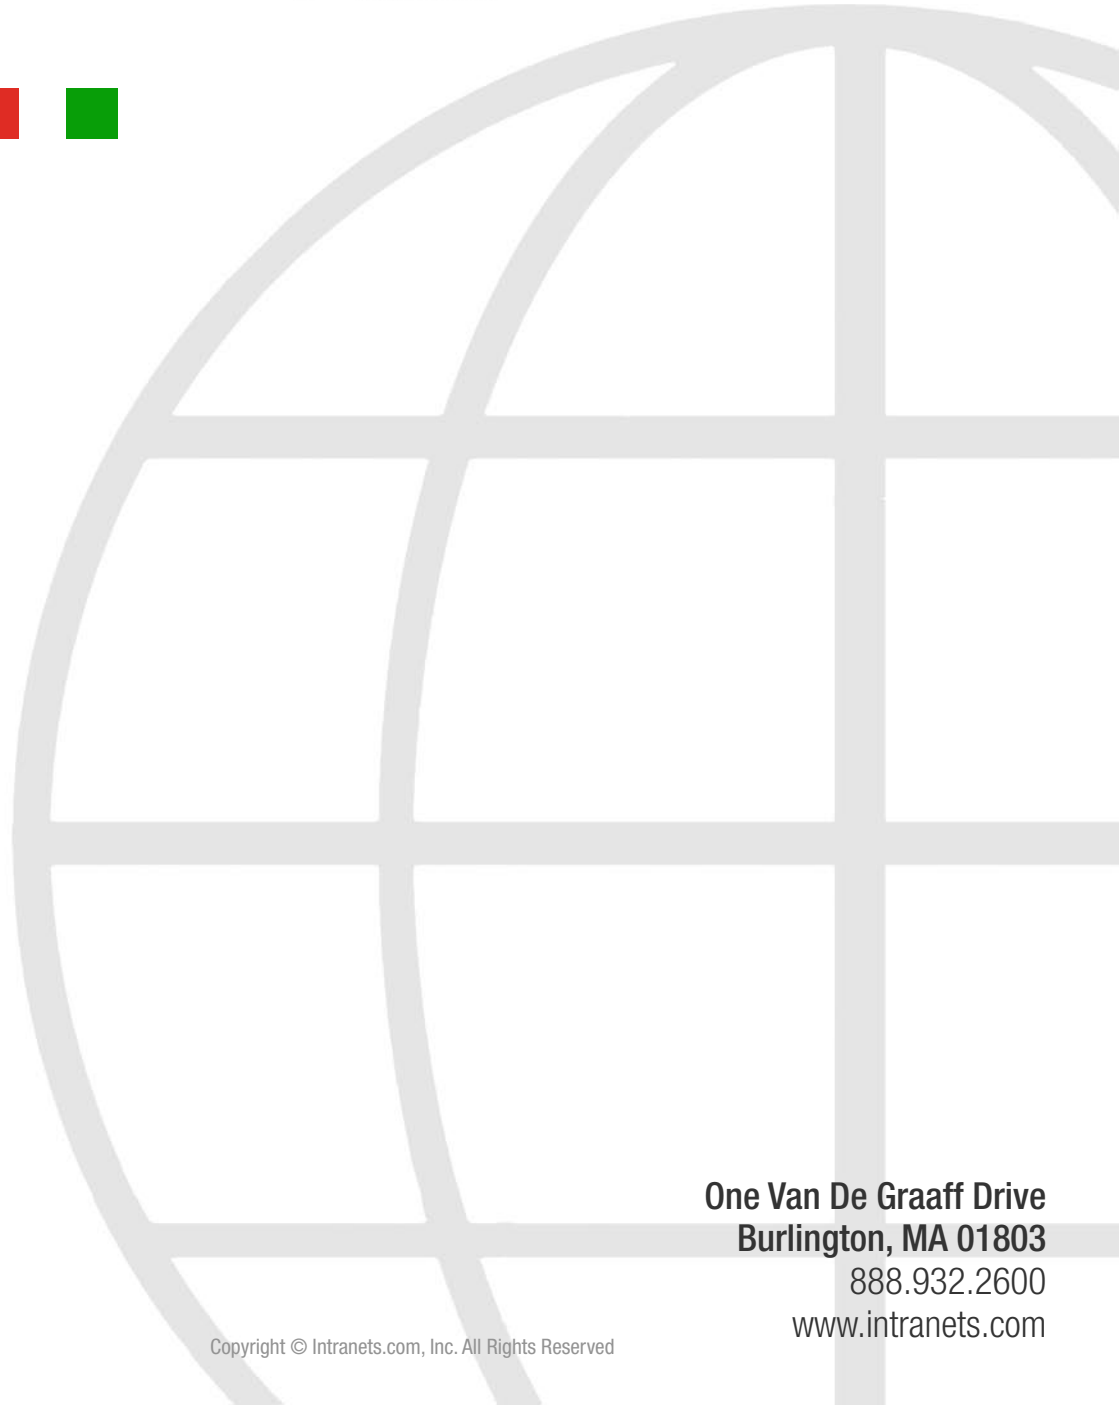 One Van De Graaff Drive
Burlington, MA 01803
888.932.2600
www.intranets.com
Copyright © Intranets.com, Inc. All Rights Reserved